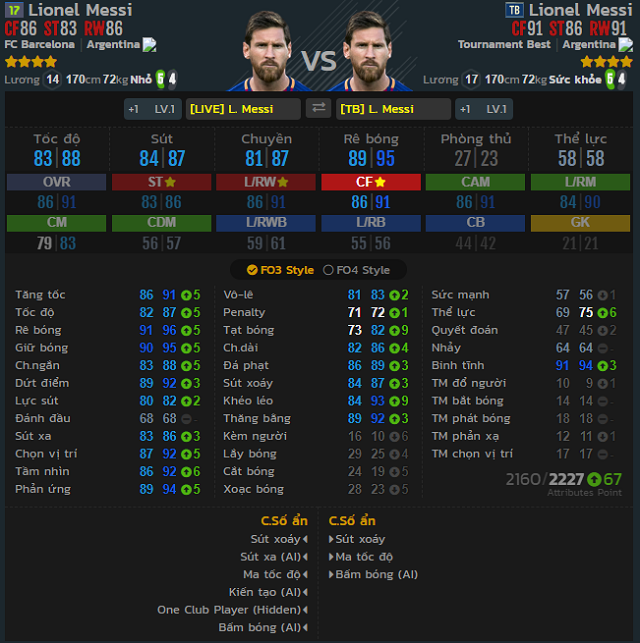 17 Lionel Messi
CF86 ST83 RW86
FC Barcelona Argentina
Lương 14 170cm 72kg Nhỏ 6 4
VS
TB Lionel Messi
CF91 ST86 RW91
Tournament Best Argentina
Lương 17 170cm 72kg Sức khỏe 6 4
+1 LV.1 [LIVE] L. Messi [TB] L. Messi +1 LV.1
Tốc độ Sút Chuyền Rê bóng Phòng thủ Thể lực
83|88 84|87 81|87 89|95 27|23 58|58
OVR ST L/RW CF CAM L/RM
86|91 83|86 86|91 86|91 86|91 84|90
CM CDM L/RWB L/RB CB GK
79|83 56|57 59|61 55|56 44|42 21|21
FO3 Style FO4 Style
Tăng tốc 86 91 5
Tốc độ 82 87 5
Rê bóng 91 96 5
Giữ bóng 90 95 5
Ch.ngắn 83 88 5
Dứt điểm 89 92 3
Lực sút 80 82 2
Đánh đầu 68 68 -
Sút xa 83 86 3
Chọn vị trí 87 92 5
Tầm nhìn 86 92 6
Phản ứng 89 94 5
Vô-lê 81 83 2
Penalty 71 72 1
Tạt bóng 73 82 9
Ch.dài 82 86 4
Đá phạt 86 89 3
Sút xoáy 84 87 3
Khéo léo 84 93 9
Thăng bằng 89 92 3
Kèm người 16 10 6
Lấy bóng 29 25 4
Cắt bóng 24 19 5
Xoạc bóng 28 23 5
Sức mạnh 57 56 1
Thể lực 69 75 6
Quyết đoán 47 45 2
Nhảy 64 64 -
Bình tĩnh 91 94 3
TM đổ người 10 9 1
TM bắt bóng 14 14 -
TM phát bóng 18 18 -
TM phản xạ 12 11 1
TM chọn vị trí 17 17 -
2160/2227 67
Attributes Point
C.Số ẩn
Sút xoáy
Sút xa (AI)
Ma tốc độ
Kiến tạo (AI)
One Club Player (Hidden)
Bấm bóng (AI)
C.Số ẩn
Sút xoáy
Ma tốc độ
Bấm bóng (AI)